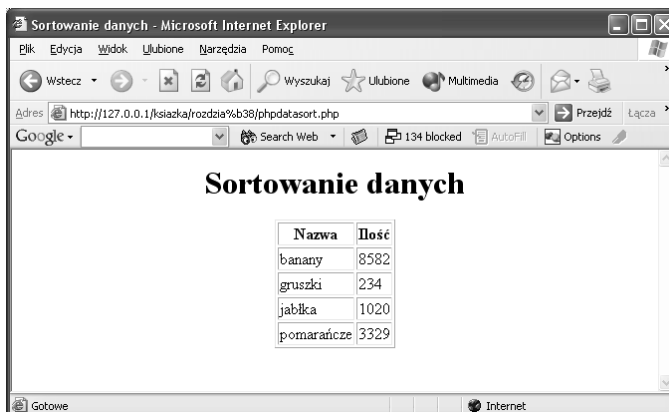 Sortowanie danych - Microsoft Internet Explorer
Plik Edycja Widok Ulubione Narzędzia Pomoc
Wstecz Wyszukaj Ulubione Multimedia
Adres http://127.0.0.1/ksiazka/rozdzia%b38/phpdatasort.php Przejdź Łącza
Google Search Web 134 blocked AutoFill Options
Sortowanie danych
Nazwa Ilość
banany 8582
gruszki 234
jabłka 1020
pomarańcze 3329
Gotowe Internet